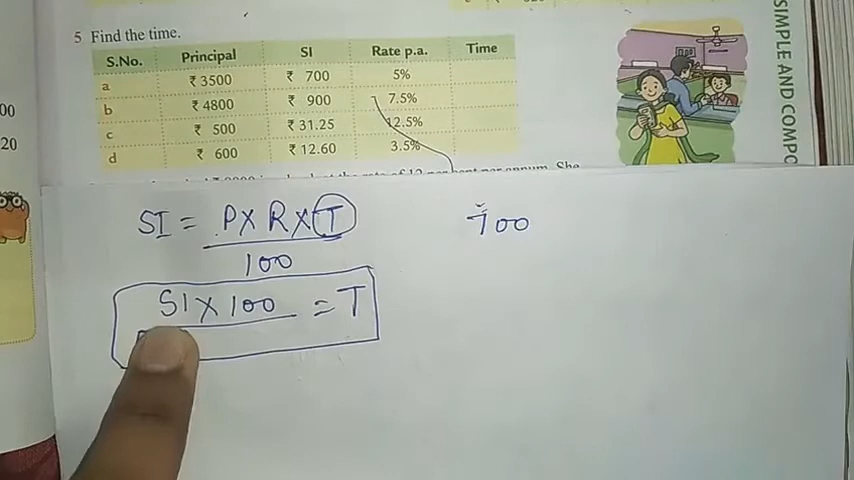 5 Find the time.
S.No. Principal SI Rate p.a. Time
a ₹ 3500 ₹ 700 5%
b ₹ 4800 ₹ 900 7.5%
c ₹ 500 ₹ 31.25 12.5%
d ₹ 600 ₹ 12.60 3.5%
SI = P X R X T
100
SI X 100 = T
700
SIMPLE AND COMPO
00
20